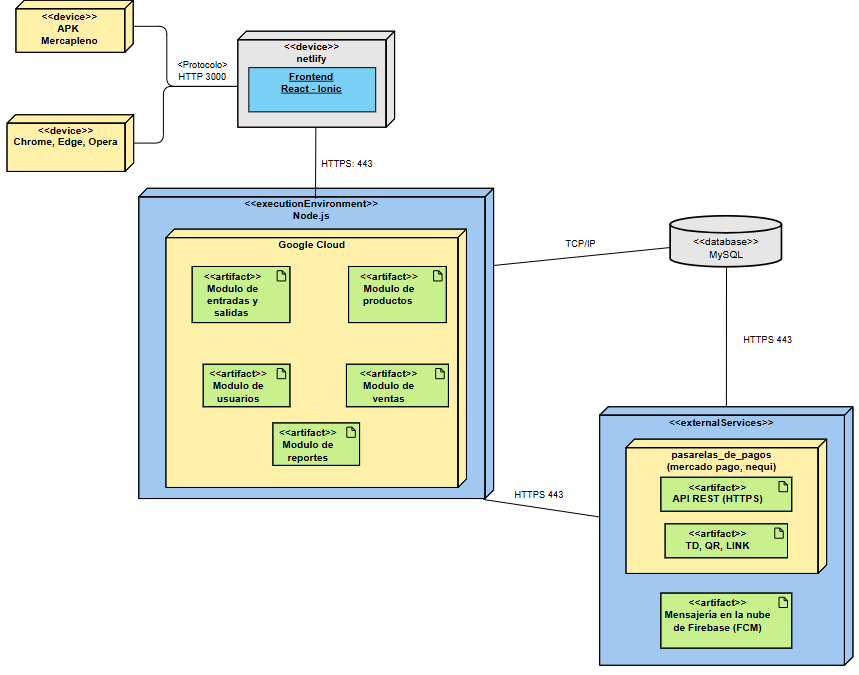 <<device>>
APK
Mercapleno
<Protocolo>
HTTP 3000
<<device>>
netlify
Frontend
React - Ionic
<<device>>
Chrome, Edge, Opera
HTTPS: 443
<<executionEnvironment>>
Node.js
Google Cloud
<<artifact>>
Modulo de
entradas y
salidas
<<artifact>>
Modulo de
productos
<<artifact>>
Modulo de
usuarios
<<artifact>>
Modulo de
ventas
<<artifact>>
Modulo de
reportes
TCP/IP
<<database>>
MySQL
HTTPS 443
HTTPS 443
<<externalServices>>
pasarelas_de_pagos
(mercado pago, nequi)
<<artifact>>
API REST (HTTPS)
<<artifact>>
TD, QR, LINK
<<artifact>>
Mensajería en la nube
de Firebase (FCM)